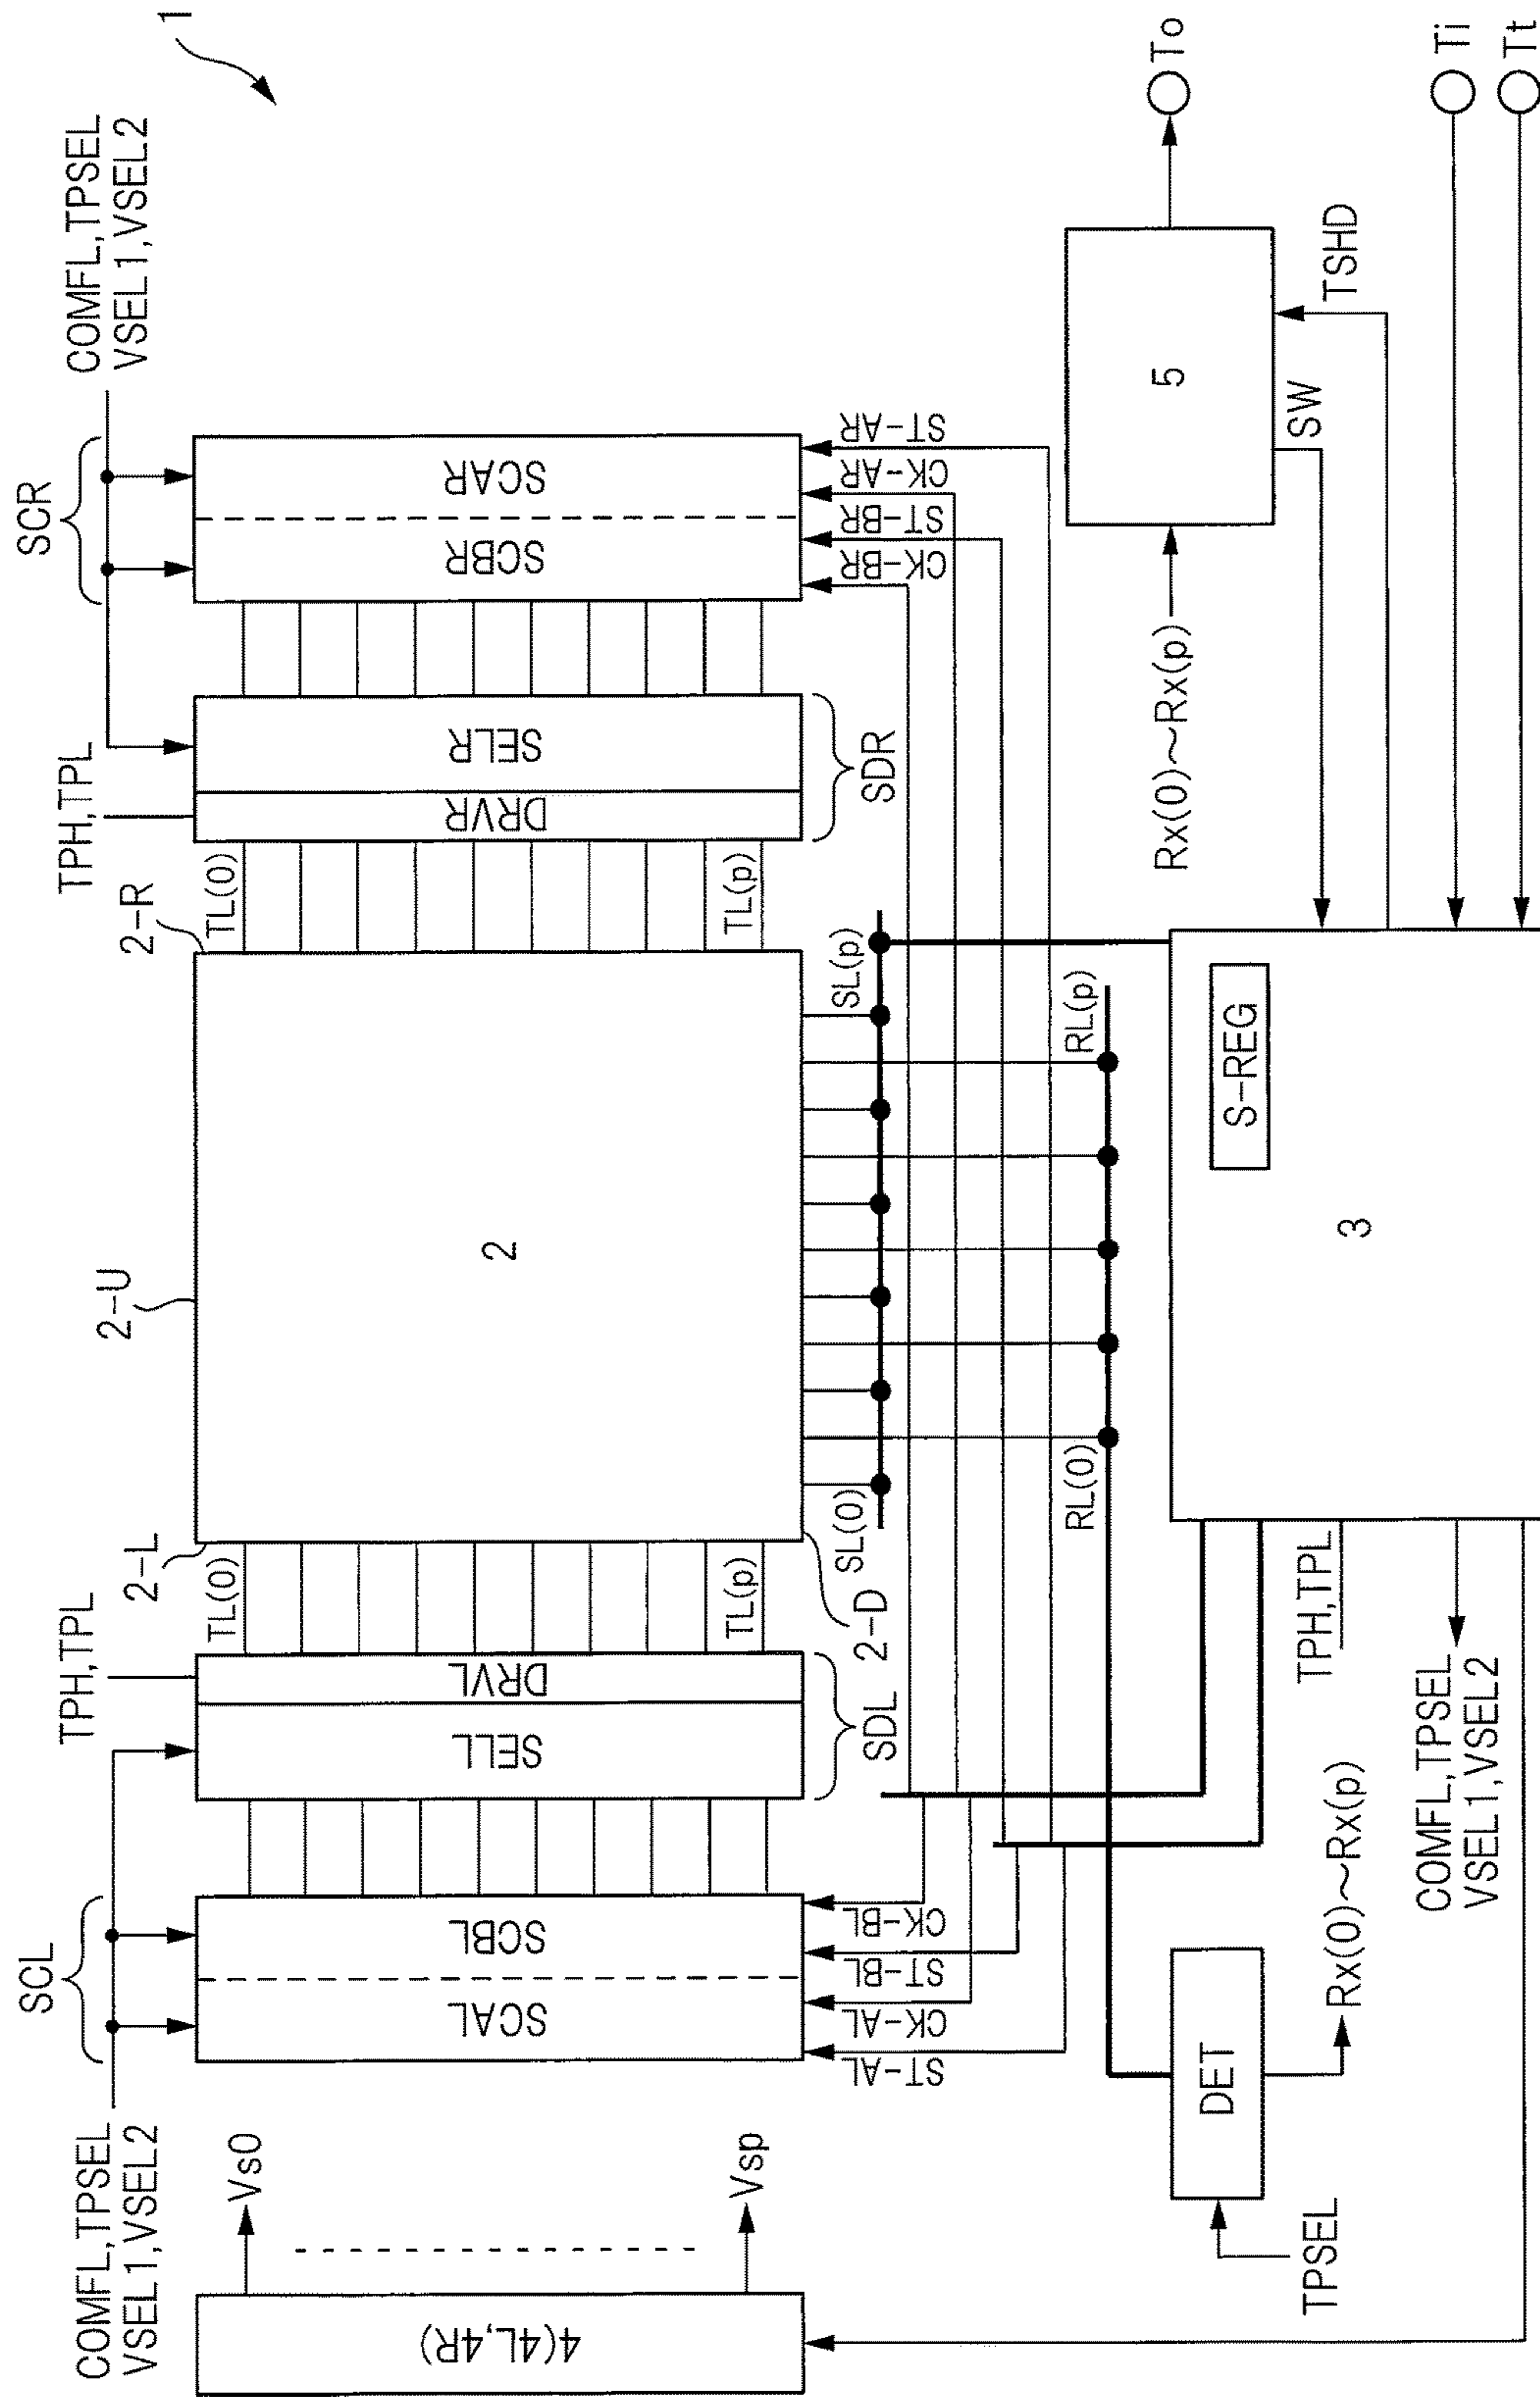 1
COMFL,TPSEL
VSEL1,VSEL2
SCL
TPH,TPL
2-L
2-U
2-R
TPH,TPL
SCR
COMFL,TPSEL
VSEL1,VSEL2
4(4L,4R)
Vs0
Vsp
SCAL
SCBL
SELL
DRVL
TL(0)
TL(p)
2
TL(0)
TL(p)
DRVR
SELR
SCBR
SCAR
ST-AL
CK-AL
ST-BL
CK-BL
SDL
2-D
SL(0)
SL(p)
SDR
CK-BR
ST-BR
CK-AR
ST-AR
RL(0)
RL(p)
TPSEL
DET
Rx(0)~Rx(p)
TPH,TPL
COMFL,TPSEL
VSEL1,VSEL2
S-REG
3
Rx(0)~Rx(p)
5
SW
TSHD
To
Ti
Tt